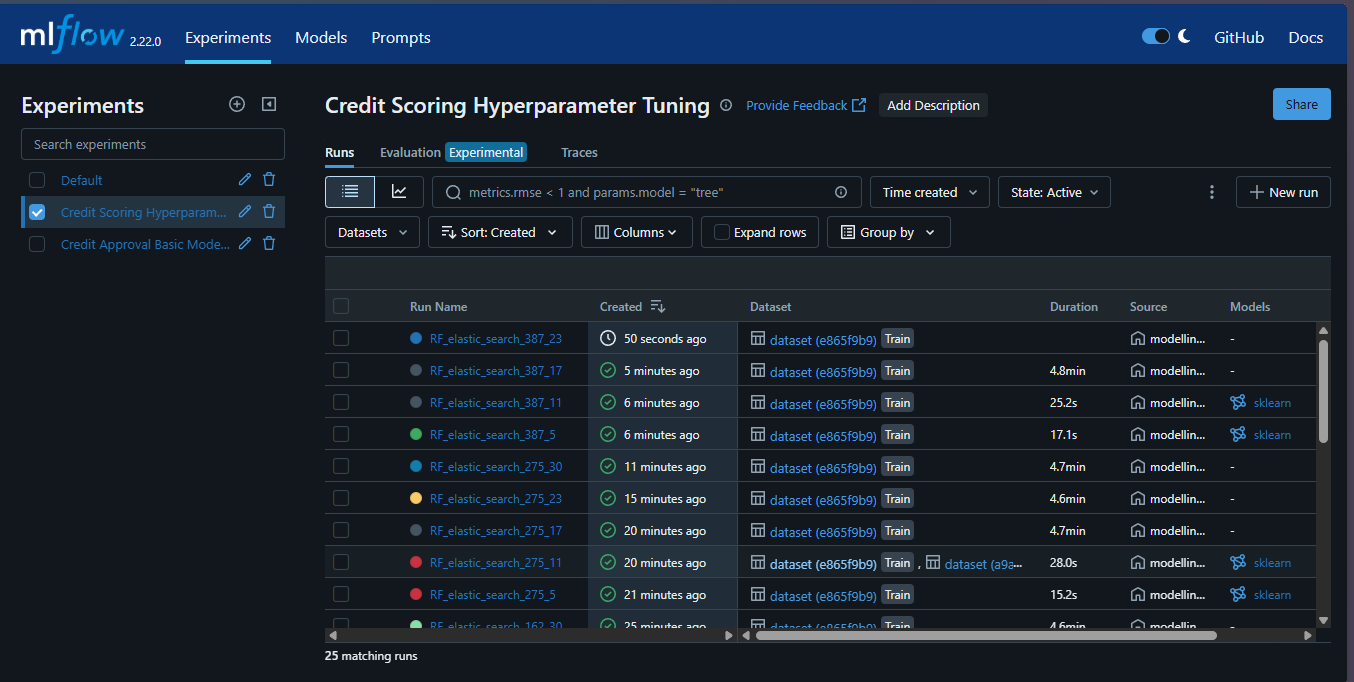 mlflow 2.22.0 Experiments Models Prompts GitHub Docs
Experiments
Search experiments
Default
Credit Scoring Hyperparam...
Credit Approval Basic Mode...
Credit Scoring Hyperparameter Tuning Provide Feedback Add Description Share
Runs Evaluation Experimental Traces
metrics.rmse < 1 and params.model = "tree" Time created State: Active New run
Datasets Sort: Created Columns Expand rows Group by
Run Name Created Dataset Duration Source Models
RF_elastic_search_387_23 50 seconds ago dataset (e865f9b9) Train modellin... -
RF_elastic_search_387_17 5 minutes ago dataset (e865f9b9) Train 4.8min modellin... -
RF_elastic_search_387_11 6 minutes ago dataset (e865f9b9) Train 25.2s modellin... sklearn
RF_elastic_search_387_5 6 minutes ago dataset (e865f9b9) Train 17.1s modellin... sklearn
RF_elastic_search_275_30 11 minutes ago dataset (e865f9b9) Train 4.7min modellin... -
RF_elastic_search_275_23 15 minutes ago dataset (e865f9b9) Train 4.6min modellin... -
RF_elastic_search_275_17 20 minutes ago dataset (e865f9b9) Train 4.7min modellin... -
RF_elastic_search_275_11 20 minutes ago dataset (e865f9b9) Train , dataset (a9a... 28.0s modellin... sklearn
RF_elastic_search_275_5 21 minutes ago dataset (e865f9b9) Train 15.2s modellin... sklearn
RF_elastic_search_162_30 25 minutes ago dataset (e865f9b9) Train 4.6min modellin... -
25 matching runs